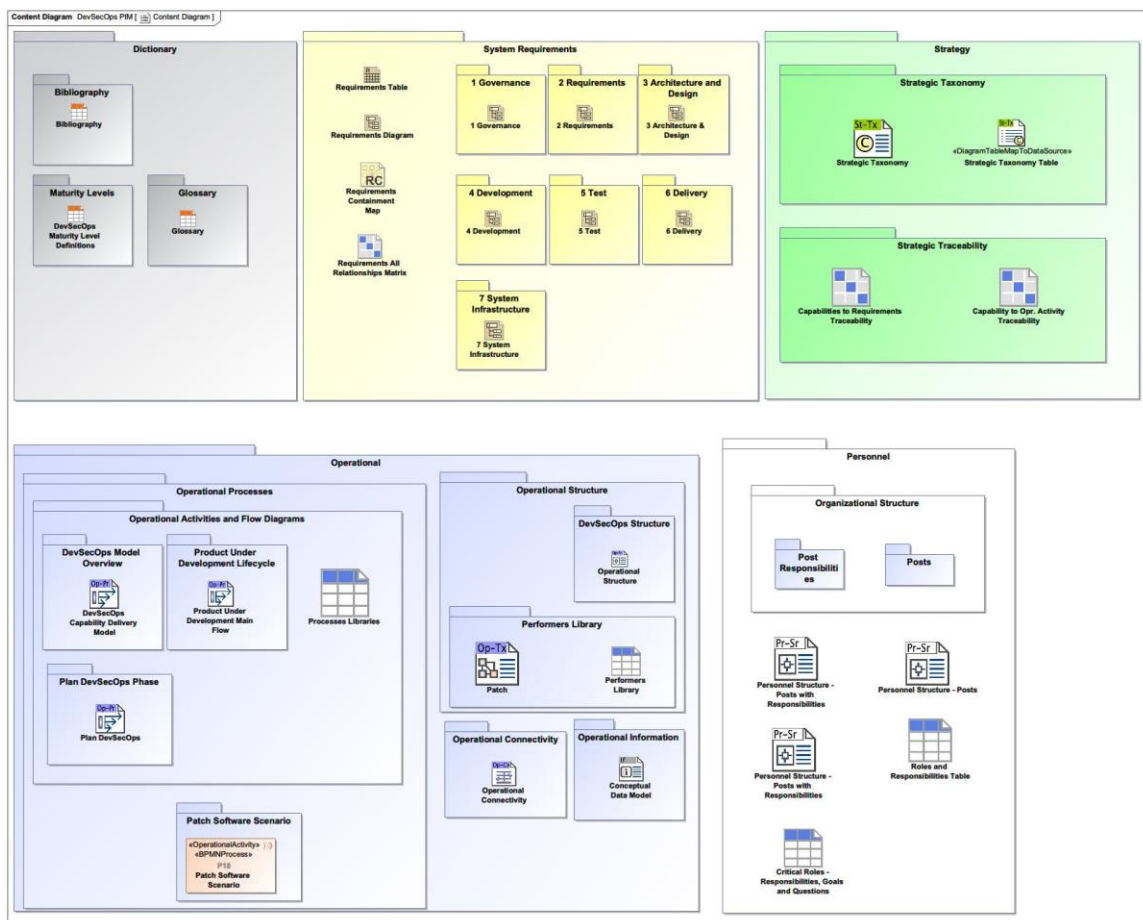 Content Diagram DevSecOps PIM [ Content Diagram ]
Dictionary
Bibliography
Bibliography
Maturity Levels
DevSecOps
Maturity Level
Definitions
Glossary
Glossary
System Requirements
Requirements Table
Requirements Diagram
RC
Requirements
Containment
Map
Requirements All
Relationships Matrix
1 Governance
1 Governance
2 Requirements
2 Requirements
3 Architecture and
Design
3 Architecture &
Design
4 Development
4 Development
5 Test
5 Test
6 Delivery
6 Delivery
7 System
Infrastructure
7 System
Infrastructure
Strategy
Strategic Taxonomy
St-Tx
Strategic Taxonomy
St-Tx
«DiagramTableMapToDataSource»
Strategic Taxonomy Table
Strategic Traceability
Capabilities to Requirements
Traceability
Capability to Opr. Activity
Traceability
Operational
Operational Processes
Operational Activities and Flow Diagrams
DevSecOps Model
Overview
Op-Pr
DevSecOps
Capability Delivery
Model
Product Under
Development Lifecycle
Op-Pr
Product Under
Development Main
Flow
Processes Libraries
Plan DevSecOps Phase
Op-Pr
Plan DevSecOps
Patch Software Scenario
«OperationalActivity»
«BPMNProcess»
P18
Patch Software
Scenario
Operational Structure
DevSecOps Structure
Operational
Structure
Performers Library
Op-Tx
Patch
Performers
Library
Operational Connectivity
Operational
Connectivity
Operational Information
Conceptual
Data Model
Personnel
Organizational Structure
Post
Responsibiliti
es
Posts
Pr-Sr
Personnel Structure -
Posts with
Responsibilities
Pr-Sr
Personnel Structure - Posts
Pr-Sr
Personnel Structure -
Posts with
Responsibilities
Roles and
Responsibilities Table
Critical Roles -
Responsibilities, Goals
and Questions